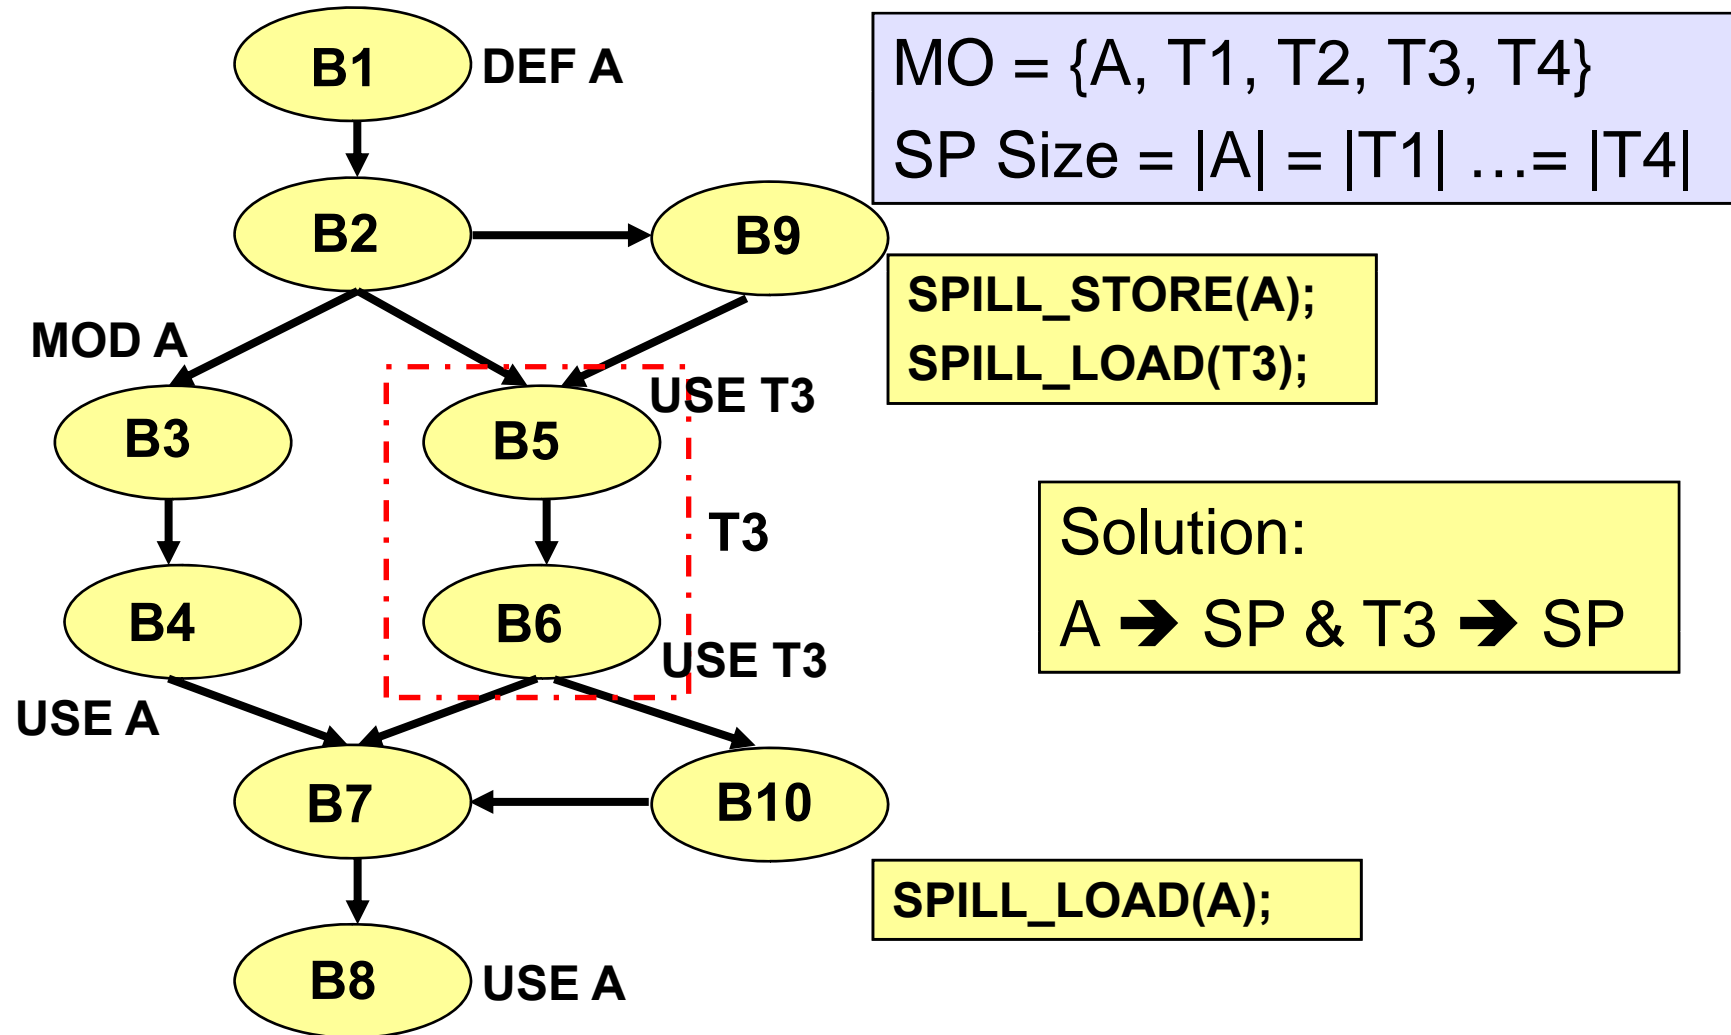 B1
DEF A
MO = {A, T1, T2, T3, T4}
SP Size = |A| = |T1| …= |T4|
B2
B9
SPILL_STORE(A);
SPILL_LOAD(T3);
MOD A
USE T3
B3
B5
T3
Solution:
A ➔ SP & T3 ➔ SP
B4
B6
USE T3
USE A
B7
B10
SPILL_LOAD(A);
B8
USE A